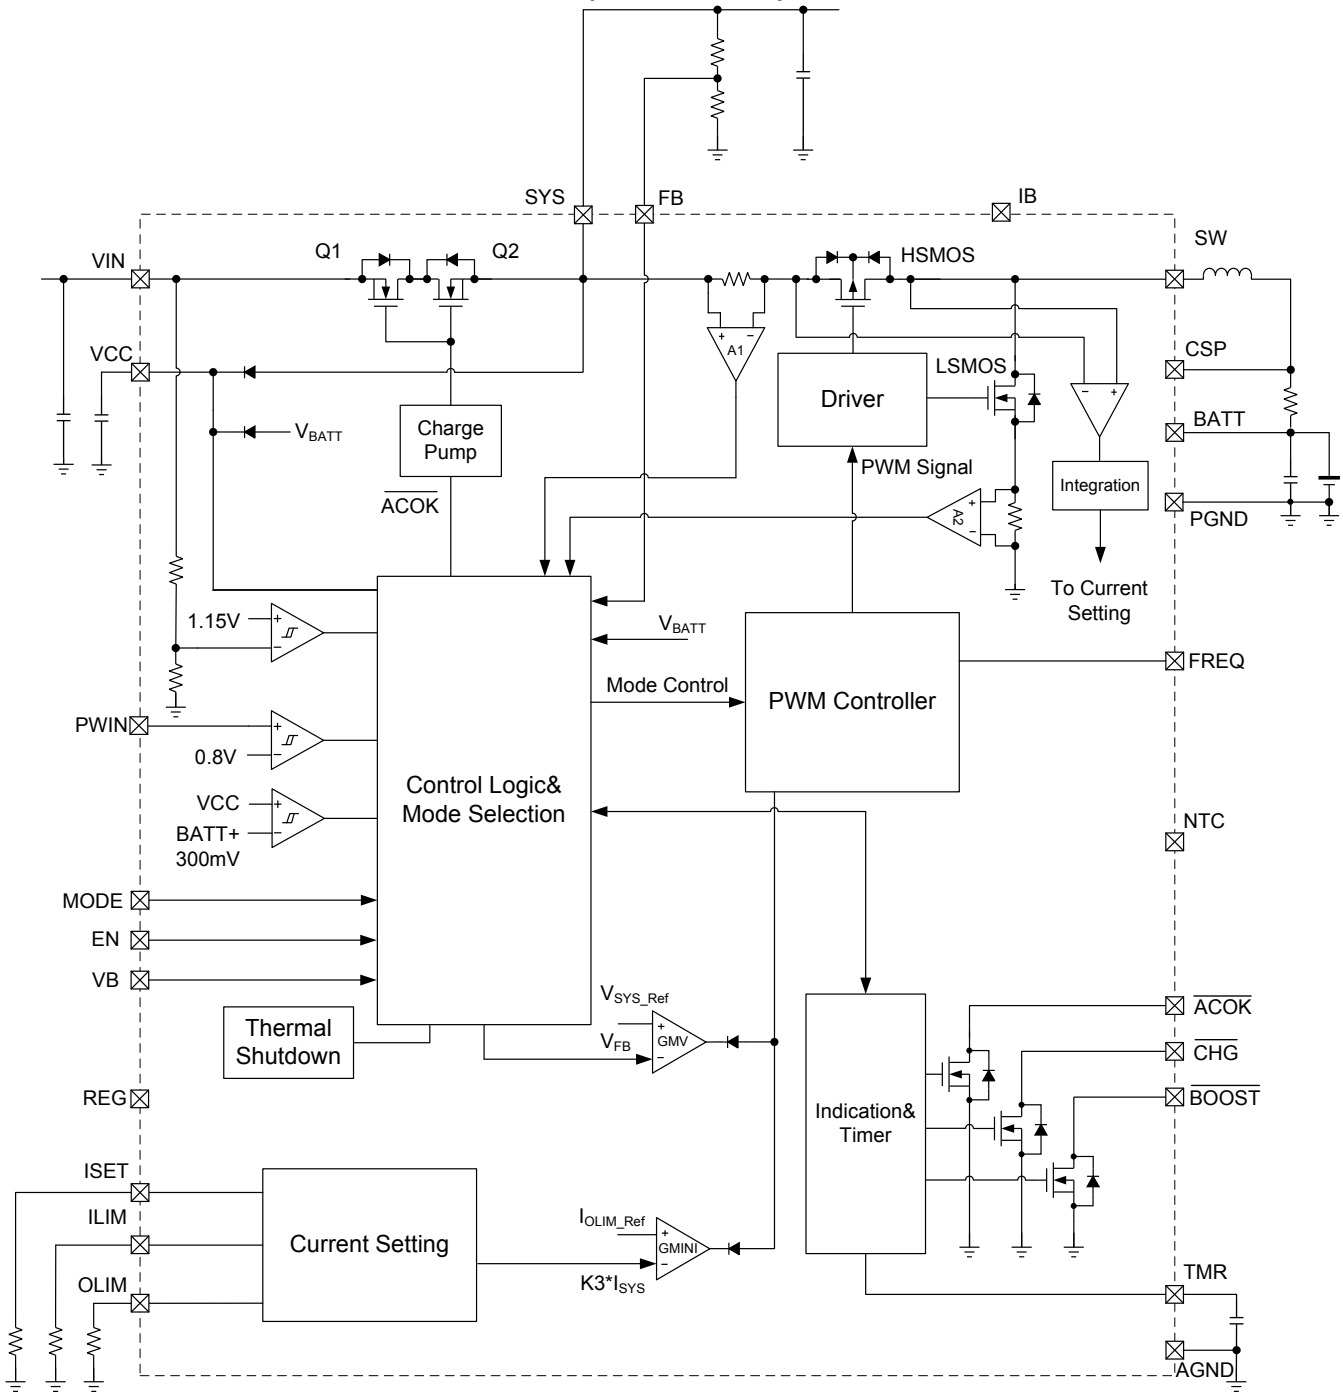 SYS
FB
IB
VIN
Q1
Q2
HSMOS
SW
+
−
A1
VCC
CSP
LSMOS
Driver
−
+
BATT
Charge
Pump
VBATT
PWM Signal
Integration
ACOK
+
−
A2
PGND
To Current
Setting
1.15V
+
−
VBATT
FREQ
Mode Control
PWM Controller
PWIN
+
−
0.8V
Control Logic&
Mode Selection
VCC
+
−
BATT+
300mV
NTC
MODE
EN
VB
VSYS_Ref
+
−
GMV
VFB
Thermal
Shutdown
ACOK
CHG
BOOST
REG
Indication&
Timer
ISET
ILIM
OLIM
Current Setting
IOLIM_Ref
+
−
GMINI
K3*ISYS
TMR
AGND